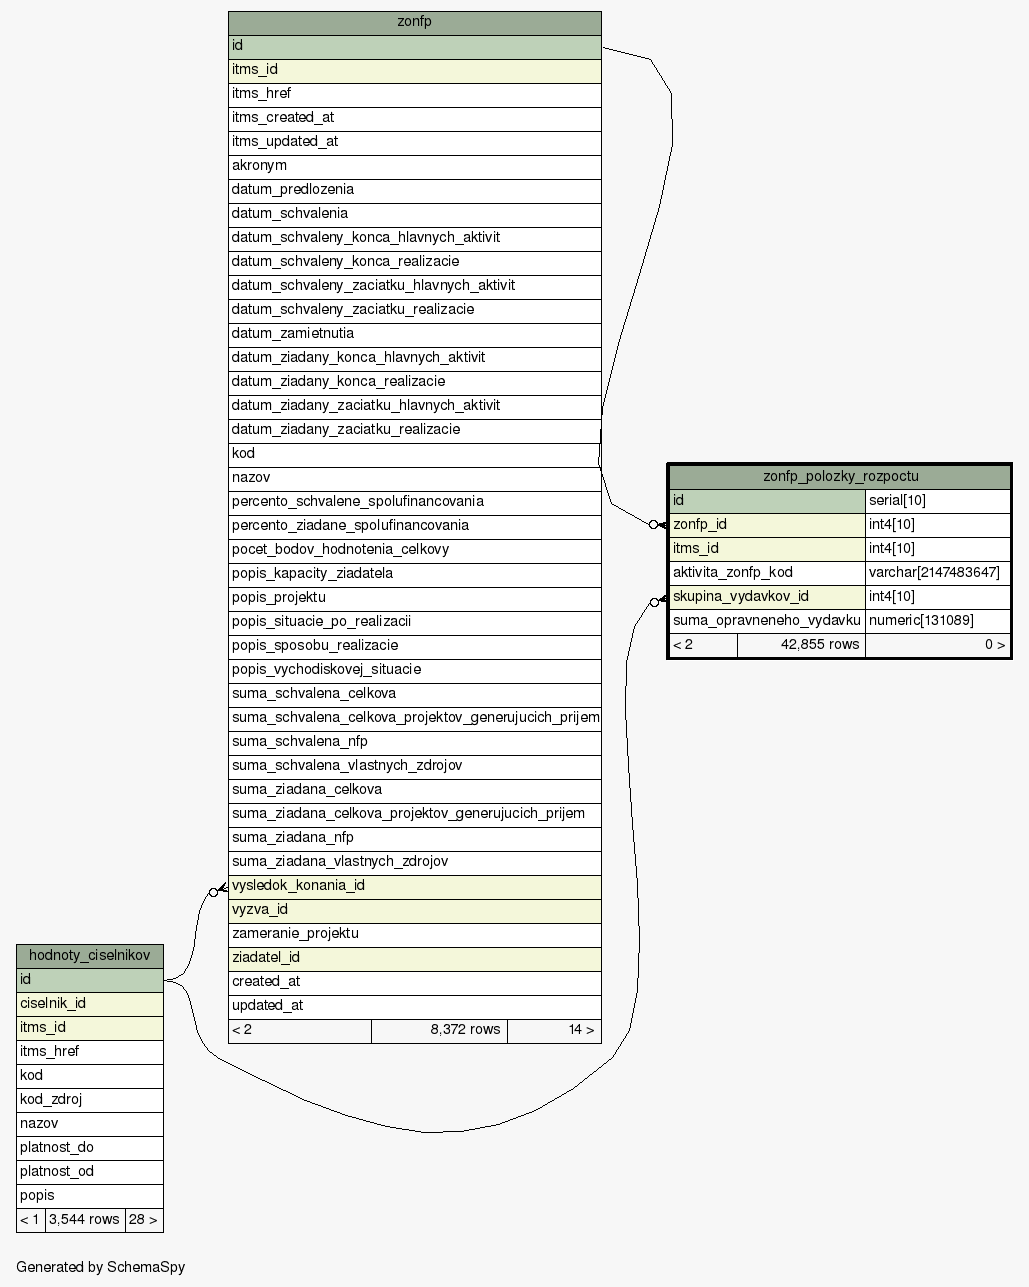 zonfp
id
itms_id
itms_href
itms_created_at
itms_updated_at
akronym
datum_predlozenia
datum_schvalenia
datum_schvaleny_konca_hlavnych_aktivit
datum_schvaleny_konca_realizacie
datum_schvaleny_zaciatku_hlavnych_aktivit
datum_schvaleny_zaciatku_realizacie
datum_zamietnutia
datum_ziadany_konca_hlavnych_aktivit
datum_ziadany_konca_realizacie
datum_ziadany_zaciatku_hlavnych_aktivit
datum_ziadany_zaciatku_realizacie
kod
nazov
percento_schvalene_spolufinancovania
percento_ziadane_spolufinancovania
pocet_bodov_hodnotenia_celkovy
popis_kapacity_ziadatela
popis_projektu
popis_situacie_po_realizacii
popis_sposobu_realizacie
popis_vychodiskovej_situacie
suma_schvalena_celkova
suma_schvalena_celkova_projektov_generujucich_prijem
suma_schvalena_nfp
suma_schvalena_vlastnych_zdrojov
suma_ziadana_celkova
suma_ziadana_celkova_projektov_generujucich_prijem
suma_ziadana_nfp
suma_ziadana_vlastnych_zdrojov
vysledok_konania_id
vyzva_id
zameranie_projektu
ziadatel_id
created_at
updated_at
< 2 8,372 rows 14 >
zonfp_polozky_rozpoctu
id serial[10]
zonfp_id int4[10]
itms_id int4[10]
aktivita_zonfp_kod varchar[2147483647]
skupina_vydavkov_id int4[10]
suma_opravneneho_vydavku numeric[131089]
< 2 42,855 rows 0 >
hodnoty_ciselnikov
id
ciselnik_id
itms_id
itms_href
kod
kod_zdroj
nazov
platnost_do
platnost_od
popis
< 1 3,544 rows 28 >
Generated by SchemaSpy